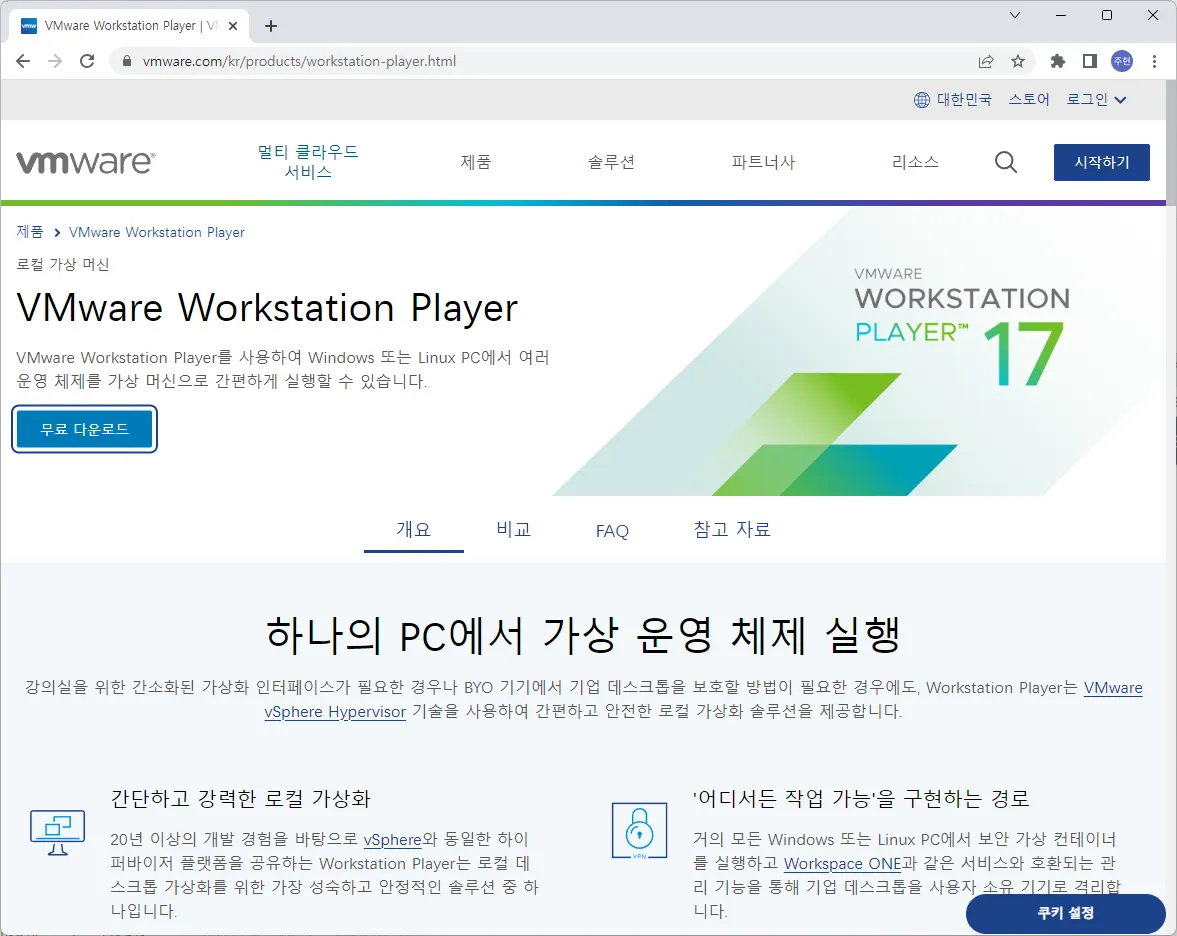 VMware Workstation Player | VM
vmware.com/kr/products/workstation-player.html
주현
대한민국 스토어 로그인
vmware®
멀티 클라우드
서비스
제품
솔루션
파트너사
리소스
시작하기
제품 > VMware Workstation Player
로컬 가상 머신
VMware Workstation Player
VMware Workstation Player를 사용하여 Windows 또는 Linux PC에서 여러
운영 체제를 가상 머신으로 간편하게 실행할 수 있습니다.
무료 다운로드
VMWARE
WORKSTATION
PLAYER™ 17
개요 비교 FAQ 참고 자료
하나의 PC에서 가상 운영 체제 실행
강의실을 위한 간소화된 가상화 인터페이스가 필요한 경우나 BYO 기기에서 기업 데스크톱을 보호할 방법이 필요한 경우에도, Workstation Player는 VMware
vSphere Hypervisor 기술을 사용하여 간편하고 안전한 로컬 가상화 솔루션을 제공합니다.
간단하고 강력한 로컬 가상화
20년 이상의 개발 경험을 바탕으로 vSphere와 동일한 하이
퍼바이저 플랫폼을 공유하는 Workstation Player는 로컬 데
스크톱 가상화를 위한 가장 성숙하고 안정적인 솔루션 중 하
나입니다.
VPN
'어디서든 작업 가능'을 구현하는 경로
거의 모든 Windows 또는 Linux PC에서 보안 가상 컨테이너
를 실행하고 Workspace ONE과 같은 서비스와 호환되는 관
리 기능을 통해 기업 데스크톱을 사용자 소유 기기로 격리합
니다.
쿠키 설정